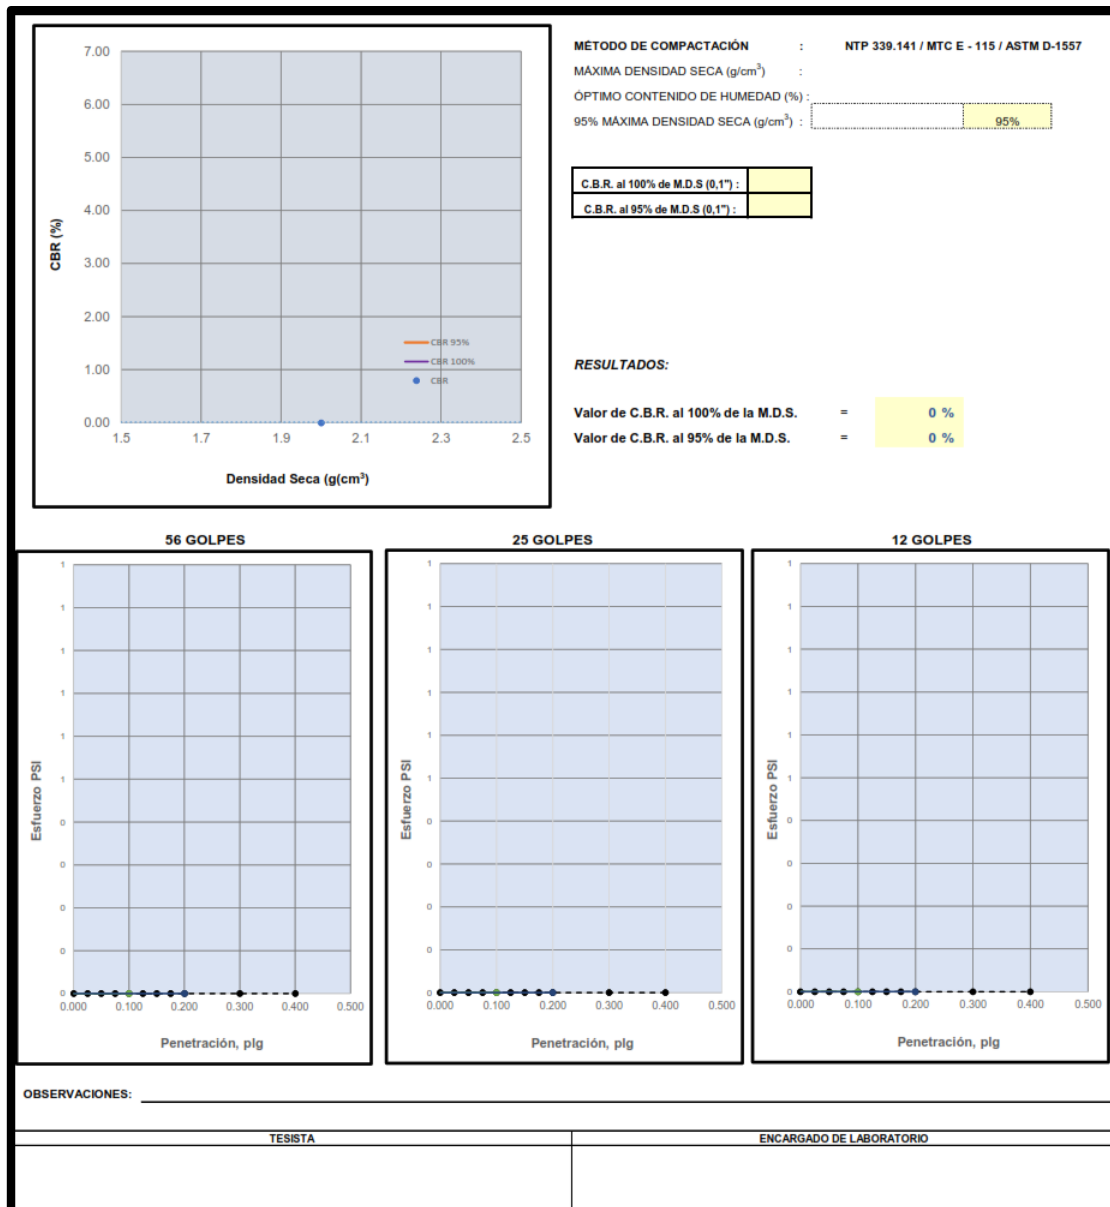 MÉTODO DE COMPACTACIÓN : NTP 339.141 / MTC E - 115 / ASTM D-1557
MÁXIMA DENSIDAD SECA (g/cm³) :
ÓPTIMO CONTENIDO DE HUMEDAD (%) :
95% MÁXIMA DENSIDAD SECA (g/cm³) : 95%
C.B.R. al 100% de M.D.S (0,1") :
C.B.R. al 95% de M.D.S (0,1") :
7.00
6.00
5.00
4.00
3.00
2.00
1.00
0.00
CBR (%)
CBR 95%
CBR 100%
CBR
1.5 1.7 1.9 2.1 2.3 2.5
Densidad Seca (g(cm³)
RESULTADOS:
Valor de C.B.R. al 100% de la M.D.S. = 0 %
Valor de C.B.R. al 95% de la M.D.S. = 0 %
56 GOLPES
1
1
1
1
1
1
0
0
0
0
0
Esfuerzo PSI
0.000 0.100 0.200 0.300 0.400 0.500
Penetración, plg
25 GOLPES
1
1
1
1
1
1
0
0
0
0
0
Esfuerzo PSI
0.000 0.100 0.200 0.300 0.400 0.500
Penetración, plg
12 GOLPES
1
1
1
1
1
1
0
0
0
0
0
Esfuerzo PSI
0.000 0.100 0.200 0.300 0.400 0.500
Penetración, plg
OBSERVACIONES:
TESISTA ENCARGADO DE LABORATORIO